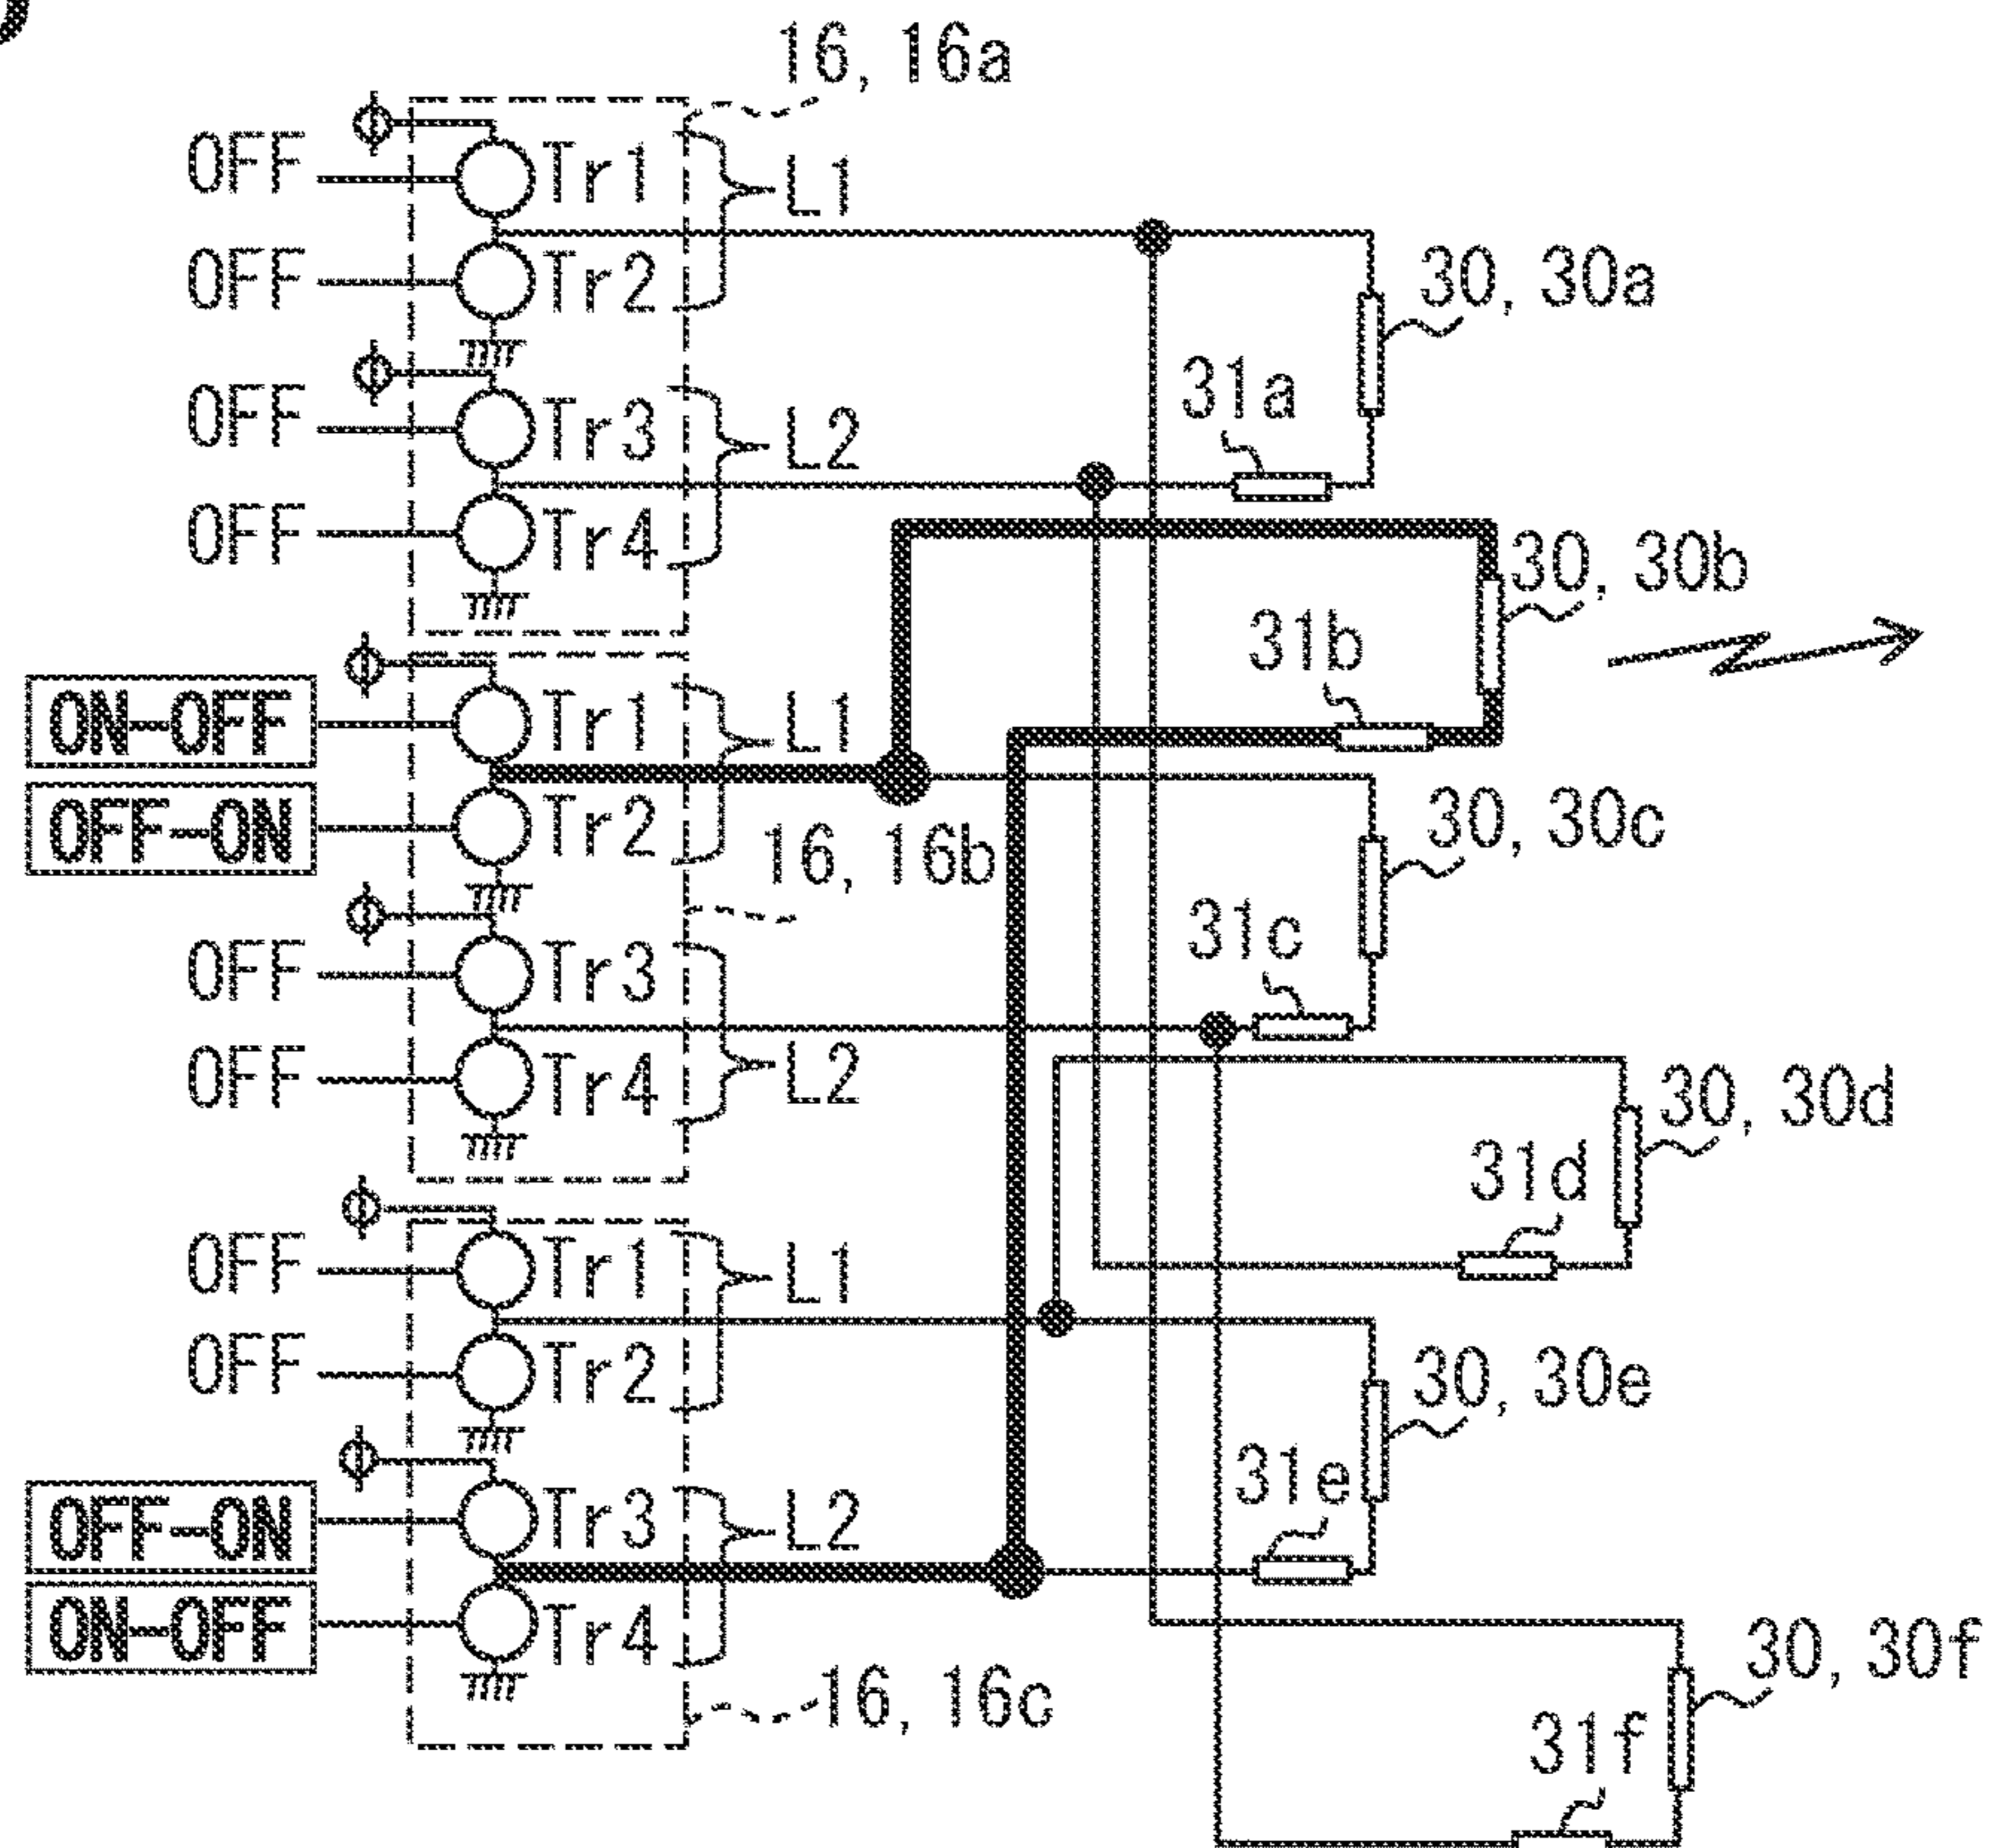 16, 16a
OFF
Tr1
L1
OFF
Tr2
30, 30a
31a
OFF
Tr3
L2
OFF
Tr4
30, 30b
31b
ON-OFF
Tr1
L1
OFF-ON
Tr2
16, 16b
30, 30c
31c
OFF
Tr3
L2
OFF
Tr4
30, 30d
31d
OFF
Tr1
L1
OFF
Tr2
30, 30e
31e
OFF-ON
Tr3
L2
ON-OFF
Tr4
16, 16c
30, 30f
31f